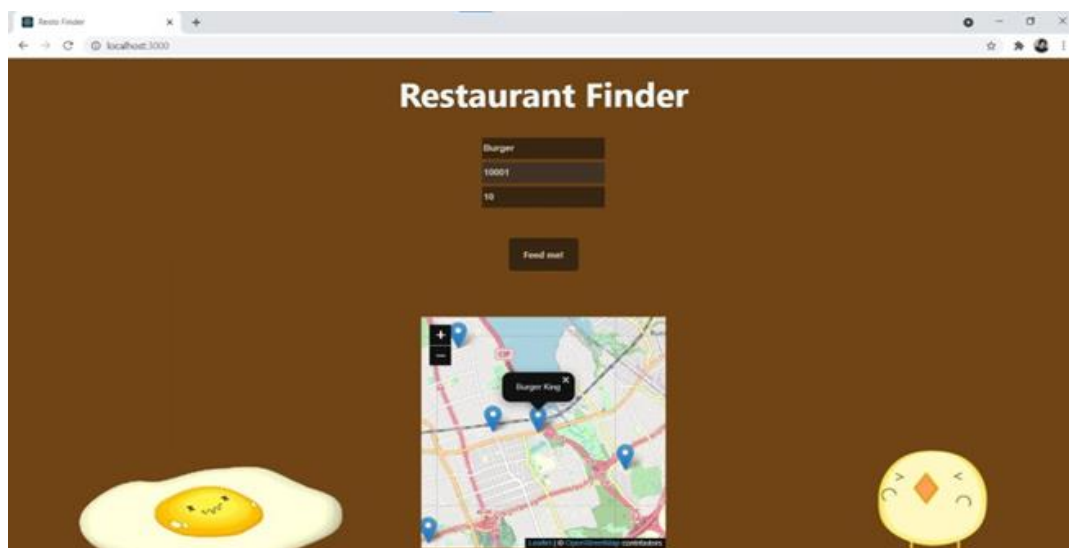 Resto Finder
localhost:3000
Restaurant Finder
Burger
10001
10
Feed me!
+
−
Burger King ×
Leaflet | © OpenStreetMap contributors